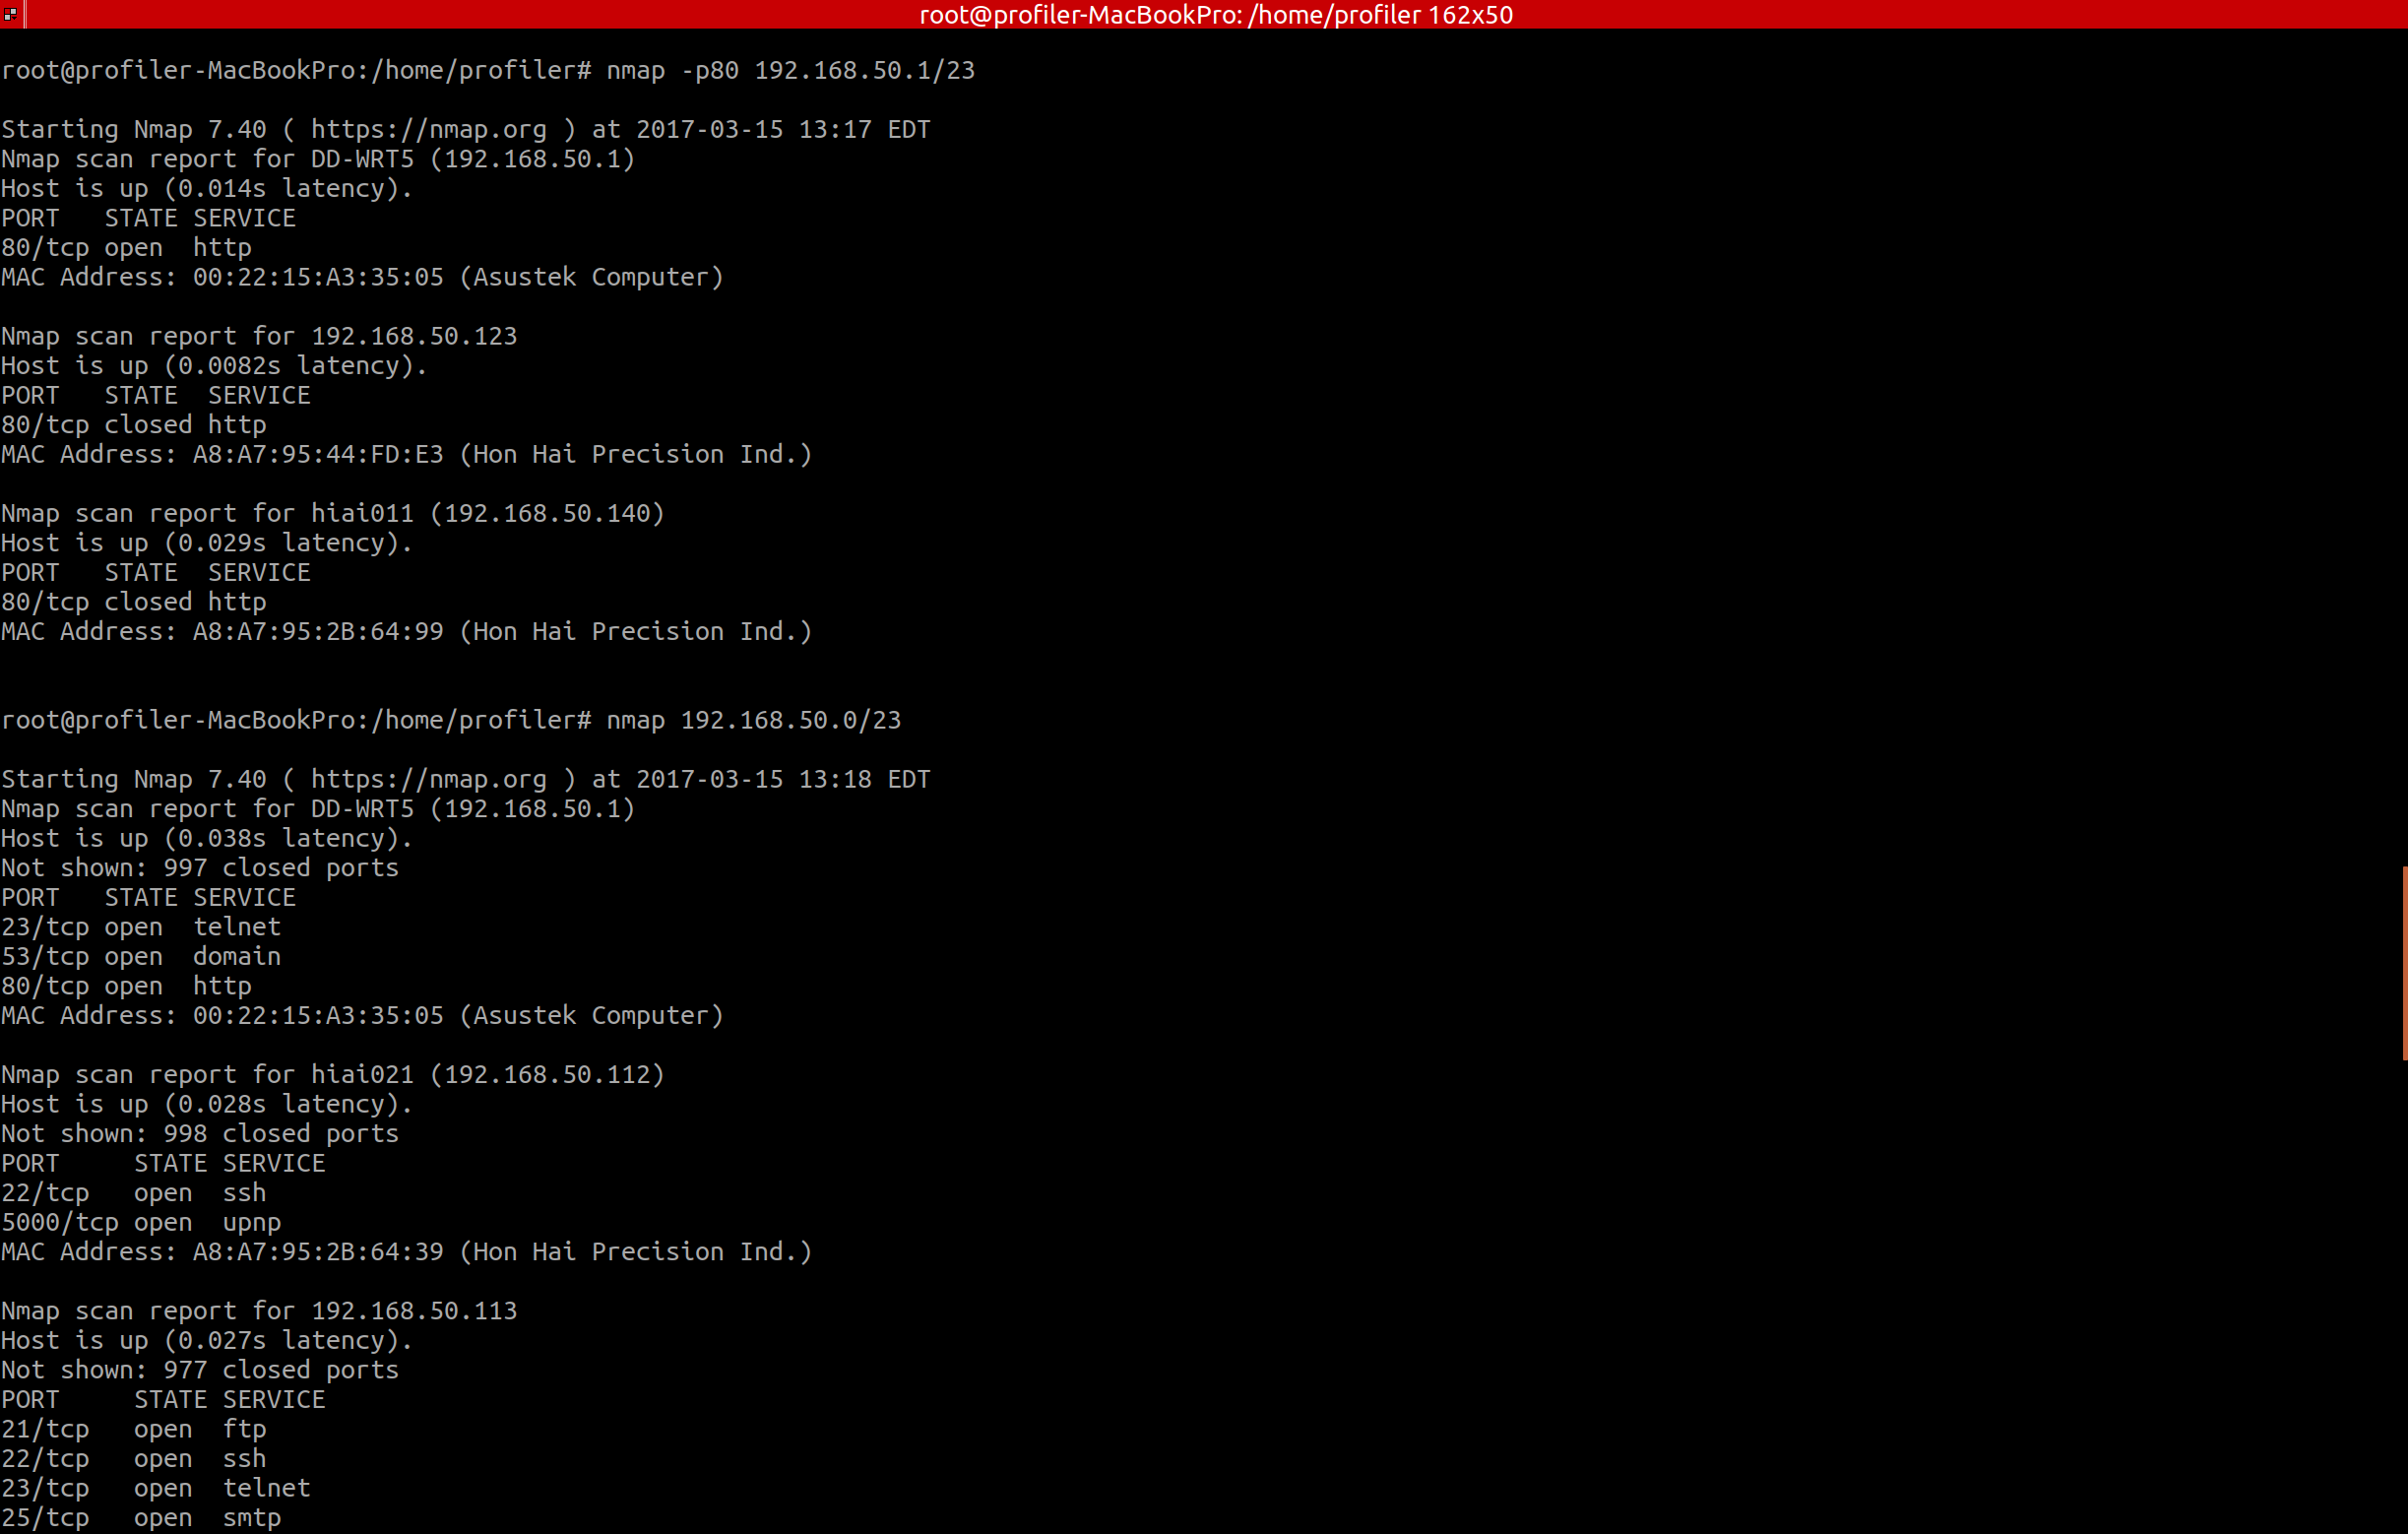 root@profiler-MacBookPro: /home/profiler 162x50
root@profiler-MacBookPro:/home/profiler# nmap -p80 192.168.50.1/23
Starting Nmap 7.40 ( https://nmap.org ) at 2017-03-15 13:17 EDT
Nmap scan report for DD-WRT5 (192.168.50.1)
Host is up (0.014s latency).
PORT   STATE SERVICE
80/tcp open  http
MAC Address: 00:22:15:A3:35:05 (Asustek Computer)
Nmap scan report for 192.168.50.123
Host is up (0.0082s latency).
PORT   STATE  SERVICE
80/tcp closed http
MAC Address: A8:A7:95:44:FD:E3 (Hon Hai Precision Ind.)
Nmap scan report for hiai011 (192.168.50.140)
Host is up (0.029s latency).
PORT   STATE  SERVICE
80/tcp closed http
MAC Address: A8:A7:95:2B:64:99 (Hon Hai Precision Ind.)
root@profiler-MacBookPro:/home/profiler# nmap 192.168.50.0/23
Starting Nmap 7.40 ( https://nmap.org ) at 2017-03-15 13:18 EDT
Nmap scan report for DD-WRT5 (192.168.50.1)
Host is up (0.038s latency).
Not shown: 997 closed ports
PORT   STATE SERVICE
23/tcp open  telnet
53/tcp open  domain
80/tcp open  http
MAC Address: 00:22:15:A3:35:05 (Asustek Computer)
Nmap scan report for hiai021 (192.168.50.112)
Host is up (0.028s latency).
Not shown: 998 closed ports
PORT     STATE SERVICE
22/tcp   open  ssh
5000/tcp open  upnp
MAC Address: A8:A7:95:2B:64:39 (Hon Hai Precision Ind.)
Nmap scan report for 192.168.50.113
Host is up (0.027s latency).
Not shown: 977 closed ports
PORT     STATE SERVICE
21/tcp   open  ftp
22/tcp   open  ssh
23/tcp   open  telnet
25/tcp   open  smtp